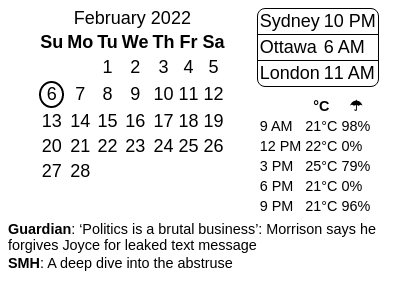 February 2022
Su Mo Tu We Th Fr Sa
1 2 3 4 5
6 7 8 9 10 11 12
13 14 15 16 17 18 19
20 21 22 23 24 25 26
27 28
Sydney 10 PM
Ottawa 6 AM
London 11 AM
°C ☂
9 AM 21°C 98%
12 PM 22°C 0%
3 PM 25°C 79%
6 PM 21°C 0%
9 PM 21°C 96%
Guardian: ‘Politics is a brutal business’: Morrison says he
forgives Joyce for leaked text message
SMH: A deep dive into the abstruse